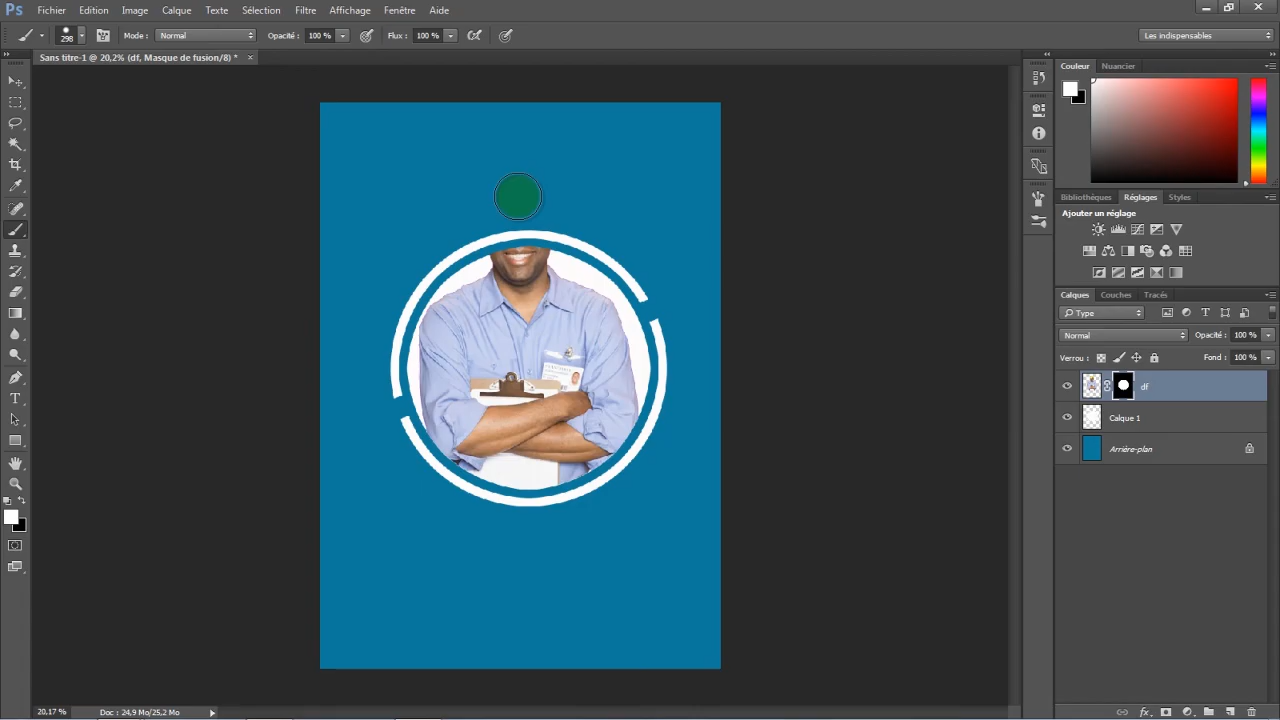 Ps Fichier Edition Image Calque Texte Sélection Filtre Affichage Fenêtre Aide
298 Mode : Normal Opacité : 100 % Flux : 100 % Les indispensables
Sans titre-1 @ 20,2% (df, Masque de fusion/8) *
Couleur Nuancier
Bibliothèques Réglages Styles
Ajouter un réglage
Calques Couches Tracés
Type
Normal Opacité : 100 %
Verrou : Fond : 100 %
df
Calque 1
Arrière-plan
20,17 % Doc : 24,9 Mo/25,2 Mo